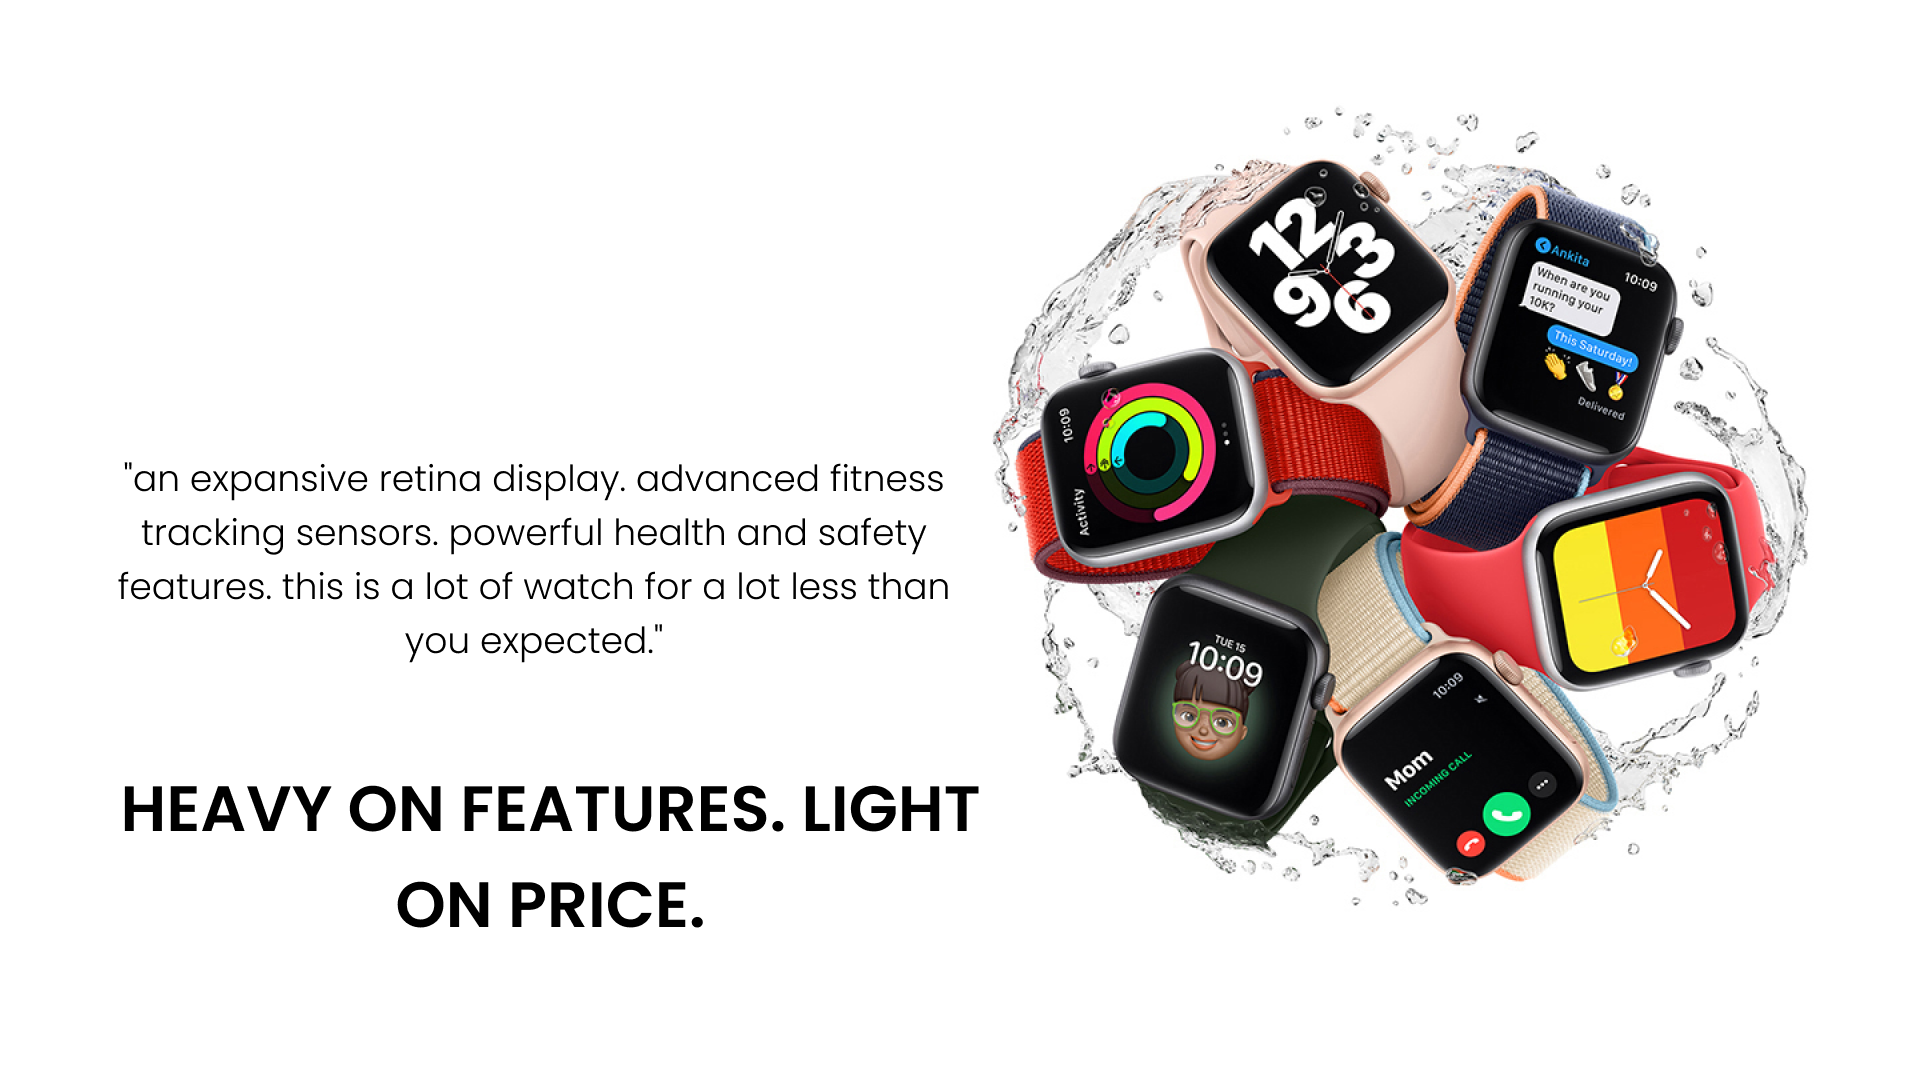 "an expansive retina display. advanced fitness
tracking sensors. powerful health and safety
features. this is a lot of watch for a lot less than
you expected."
HEAVY ON FEATURES. LIGHT
ON PRICE.
12 3
9 6
Ankita
10:09
When are you
running your
10K?
This Saturday!
Delivered
10:09
Activity
TUE 15
10:09
10:09
Mom
INCOMING CALL